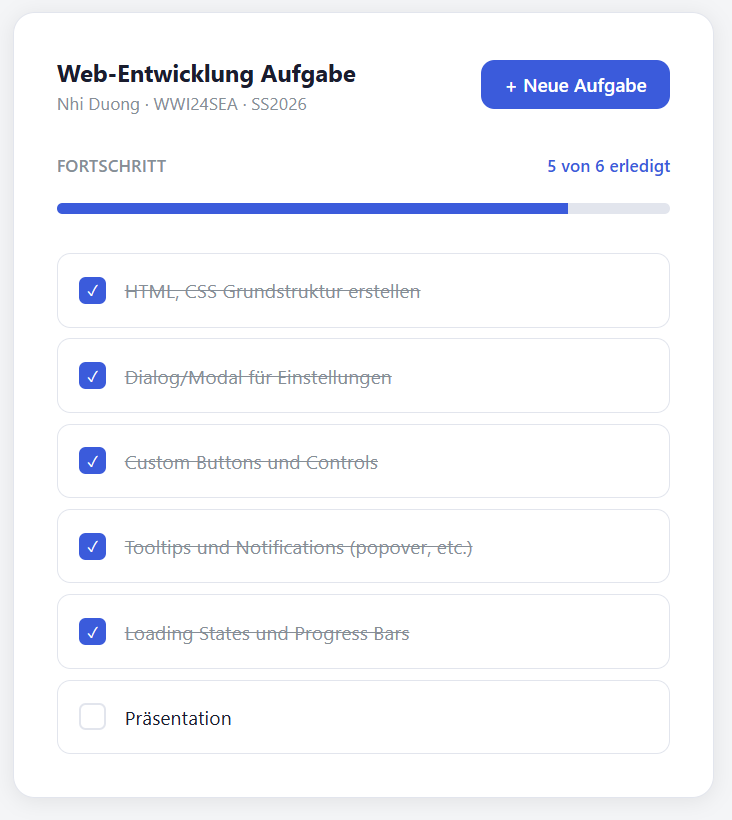 Web-Entwicklung Aufgabe
Nhi Duong · WWI24SEA · SS2026
+ Neue Aufgabe
FORTSCHRITT
5 von 6 erledigt
HTML, CSS Grundstruktur erstellen
Dialog/Modal für Einstellungen
Custom Buttons und Controls
Tooltips und Notifications (popover, etc.)
Loading States und Progress Bars
Präsentation